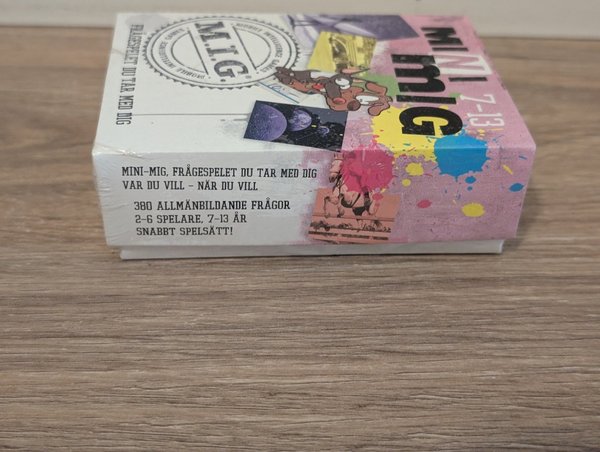 MINI
MIG
7-13
M.I.G.
FRÅGESPELET DU TAR MED DIG
MINI-MIG, FRÅGESPELET DU TAR MED DIG
VAR DU VILL - NÄR DU VILL
380 ALLMÄNBILDANDE FRÅGOR
2-6 SPELARE, 7-13 ÅR
SNABBT SPELSÄTT!